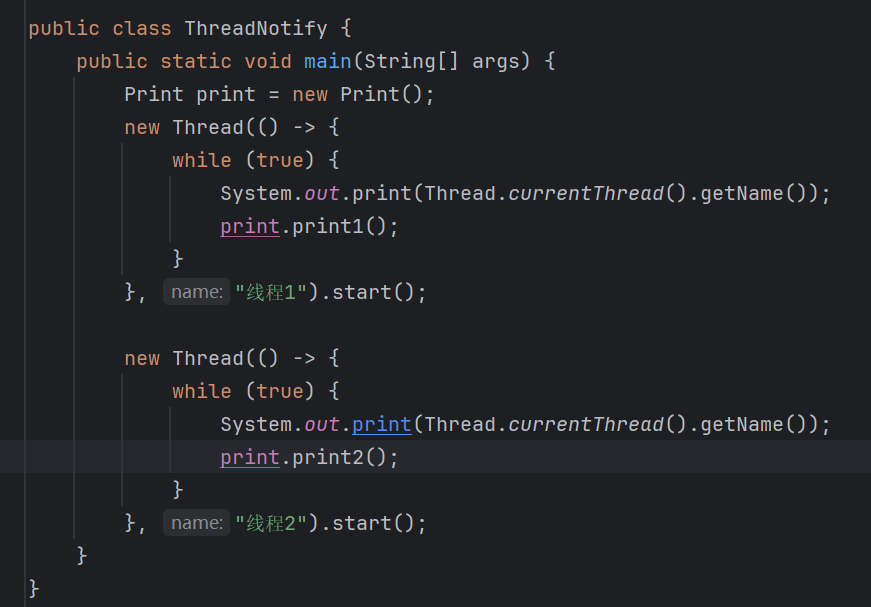 public class ThreadNotify {
    public static void main(String[] args) {
        Print print = new Print();
        new Thread(() -> {
            while (true) {
                System.out.print(Thread.currentThread().getName());
                print.print1();
            }
        }, name: "线程1").start();

        new Thread(() -> {
            while (true) {
                System.out.print(Thread.currentThread().getName());
                print.print2();
            }
        }, name: "线程2").start();
    }
}